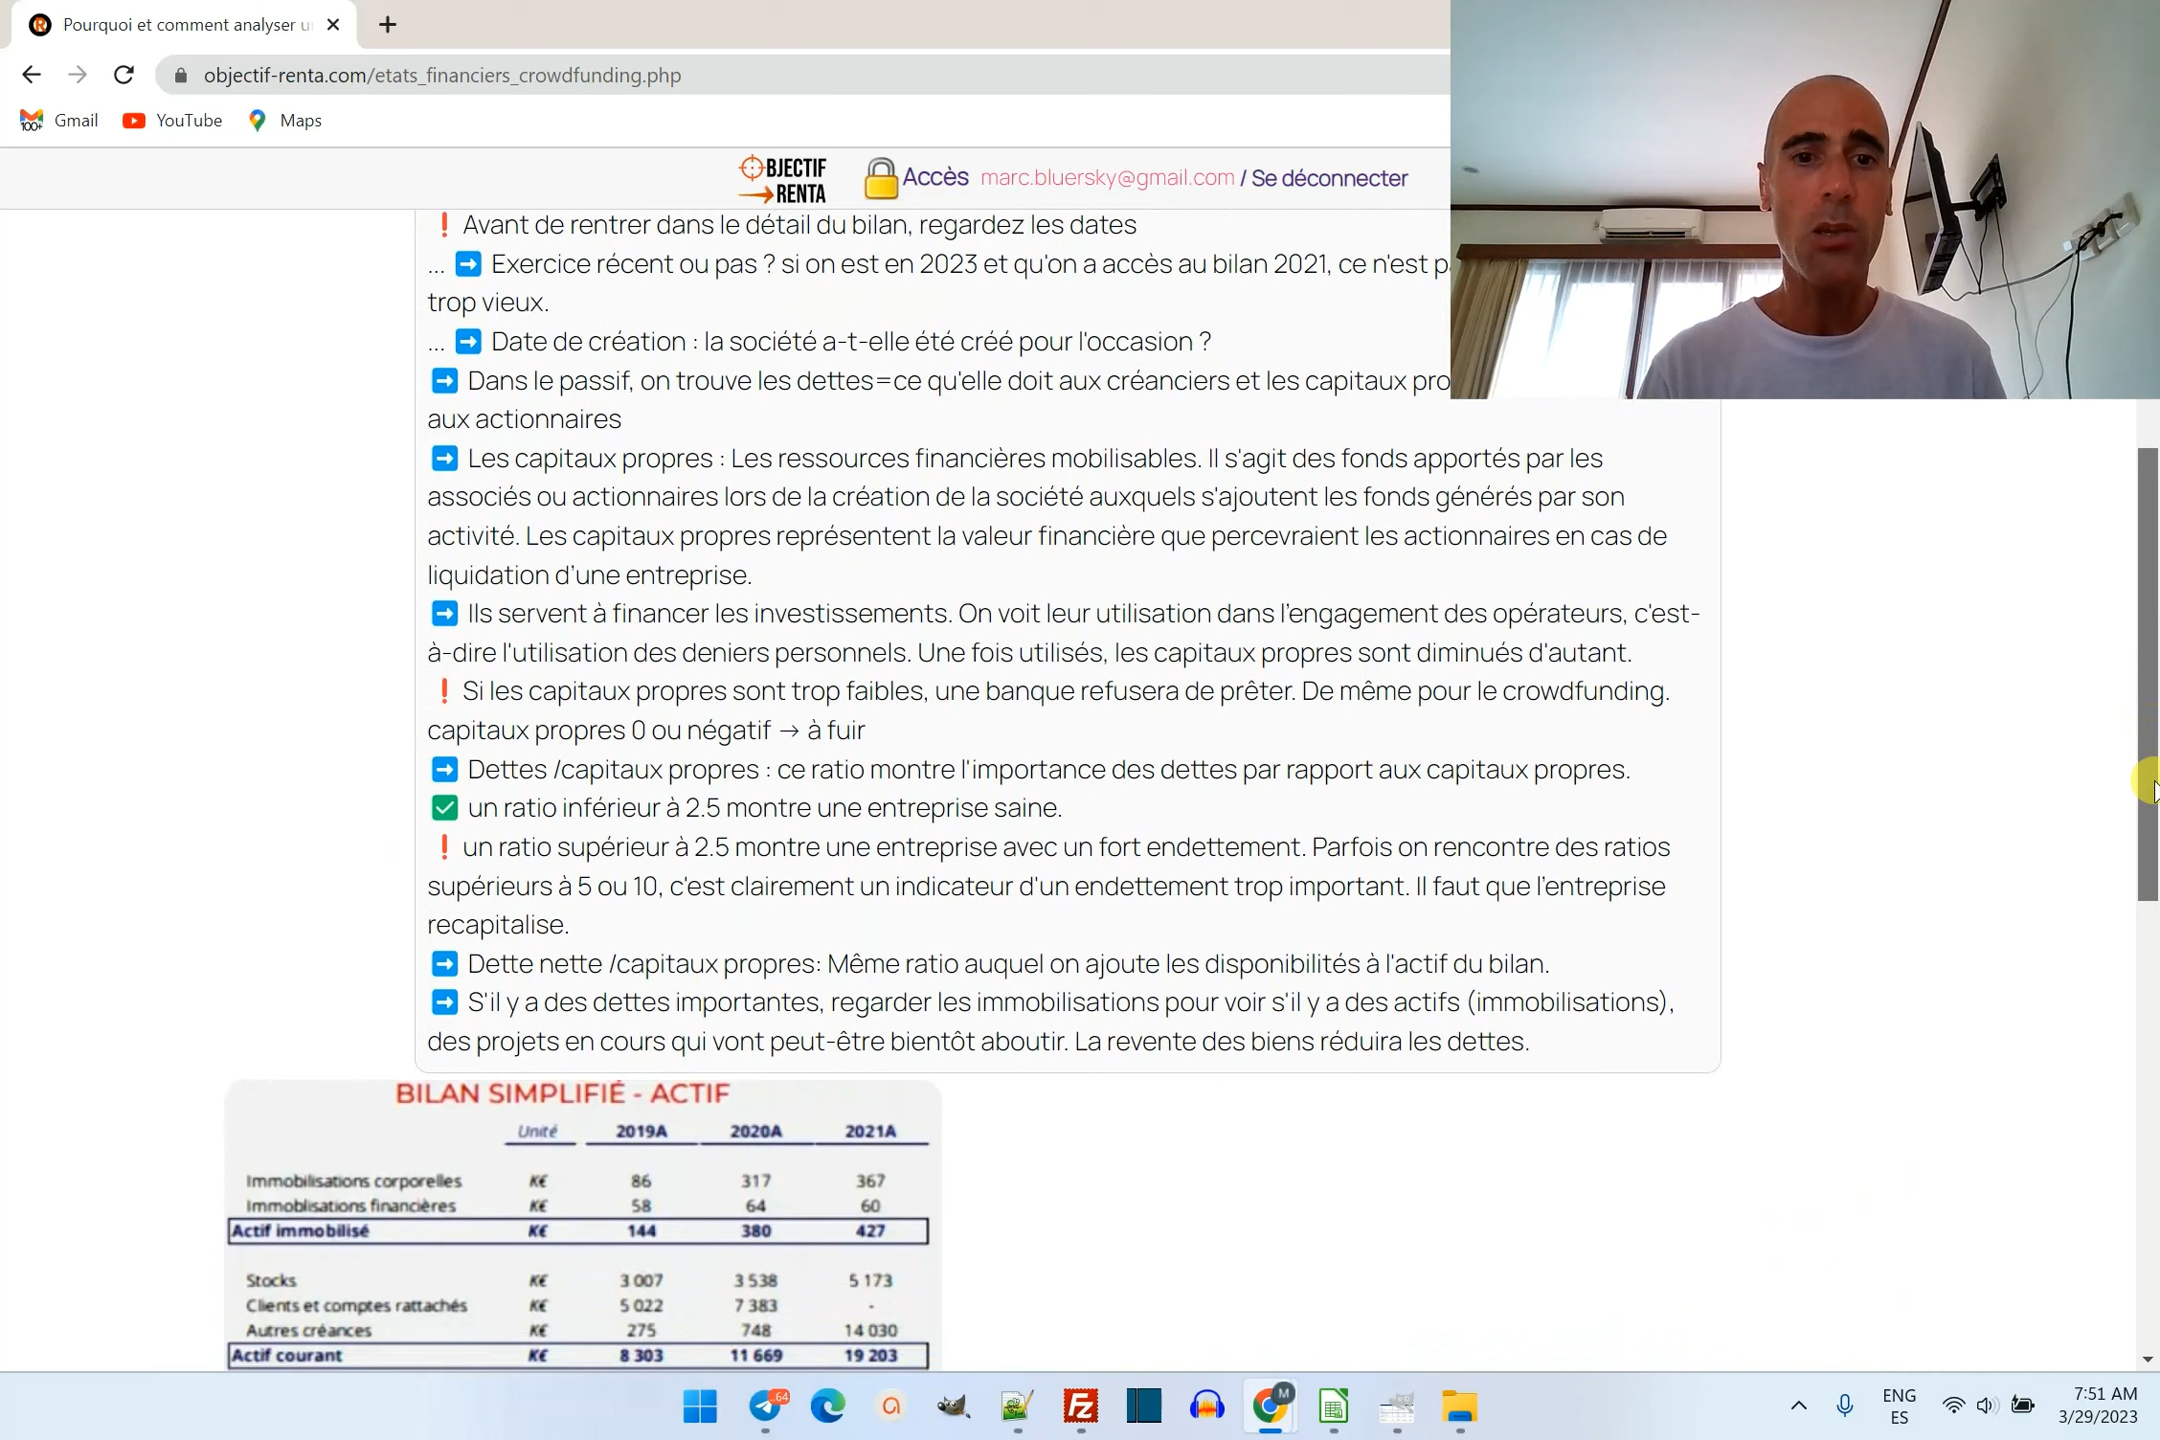 Pourquoi et comment analyser u
objectif-renta.com/etats_financiers_crowdfunding.php
Gmail YouTube Maps
OBJECTIF RENTA
Accès marc.bluersky@gmail.com / Se déconnecter
❗ Avant de rentrer dans le détail du bilan, regardez les dates
... ➡ Exercice récent ou pas ? si on est en 2023 et qu'on a accès au bilan 2021, ce n'est p
trop vieux.
... ➡ Date de création : la société a-t-elle été créé pour l'occasion ?
➡ Dans le passif, on trouve les dettes=ce qu'elle doit aux créanciers et les capitaux pro
aux actionnaires
➡ Les capitaux propres : Les ressources financières mobilisables. Il s'agit des fonds apportés par les
associés ou actionnaires lors de la création de la société auxquels s'ajoutent les fonds générés par son
activité. Les capitaux propres représentent la valeur financière que percevraient les actionnaires en cas de
liquidation d’une entreprise.
➡ Ils servent à financer les investissements. On voit leur utilisation dans l’engagement des opérateurs, c'est-
à-dire l'utilisation des deniers personnels. Une fois utilisés, les capitaux propres sont diminués d'autant.
❗ Si les capitaux propres sont trop faibles, une banque refusera de prêter. De même pour le crowdfunding.
capitaux propres 0 ou négatif → à fuir
➡ Dettes /capitaux propres : ce ratio montre l'importance des dettes par rapport aux capitaux propres.
✅ un ratio inférieur à 2.5 montre une entreprise saine.
❗ un ratio supérieur à 2.5 montre une entreprise avec un fort endettement. Parfois on rencontre des ratios
supérieurs à 5 ou 10, c'est clairement un indicateur d'un endettement trop important. Il faut que l’entreprise
recapitalise.
➡ Dette nette /capitaux propres: Même ratio auquel on ajoute les disponibilités à l'actif du bilan.
➡ S'il y a des dettes importantes, regarder les immobilisations pour voir s'il y a des actifs (immobilisations),
des projets en cours qui vont peut-être bientôt aboutir. La revente des biens réduira les dettes.
BILAN SIMPLIFIÉ - ACTIF
Unité 2019A 2020A 2021A
Immobilisations corporelles K€ 86 317 367
Immoblisations financières K€ 58 64 60
Actif immobilisé K€ 144 380 427
Stocks K€ 3 007 3 538 5 173
Clients et comptes rattachés K€ 5 022 7 383 -
Autres créances K€ 275 748 14 030
Actif courant K€ 8 303 11 669 19 203
64
M
ENG
ES
7:51 AM
3/29/2023